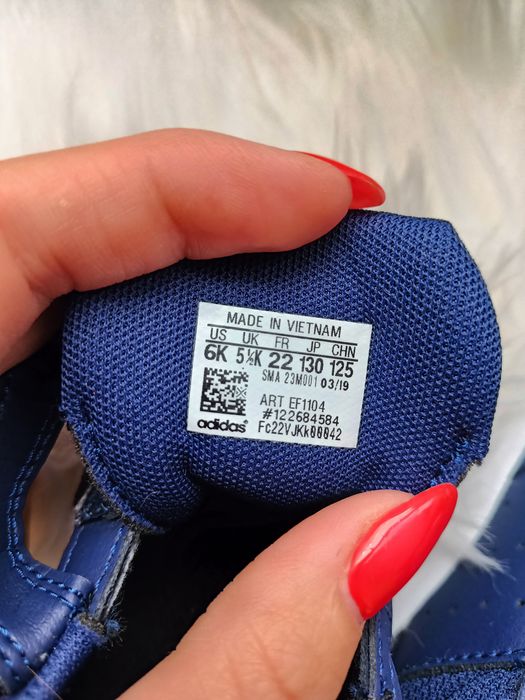 MADE IN VIETNAM
US UK FR JP CHN
6K 5½K 22 130 125
SMA 23M001 03/19
ART EF1104
#122684584
adidas® Fc22VJKk00042